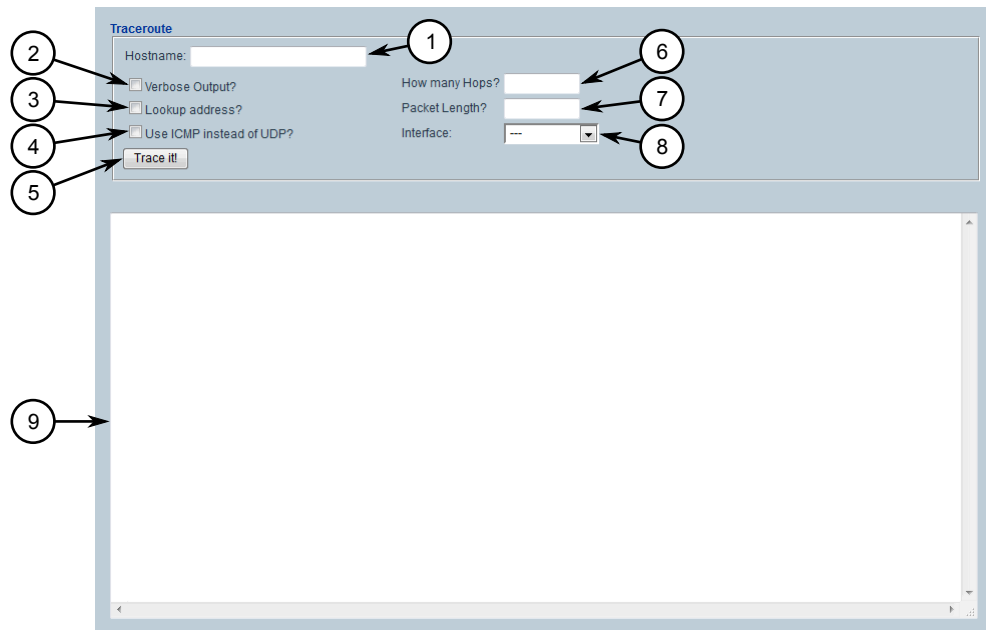 Traceroute
1
Hostname:
2
6
Verbose Output?
How many Hops?
3
7
Lookup address?
Packet Length?
4
8
Use ICMP instead of UDP?
Interface:
---
5
Trace it!
9